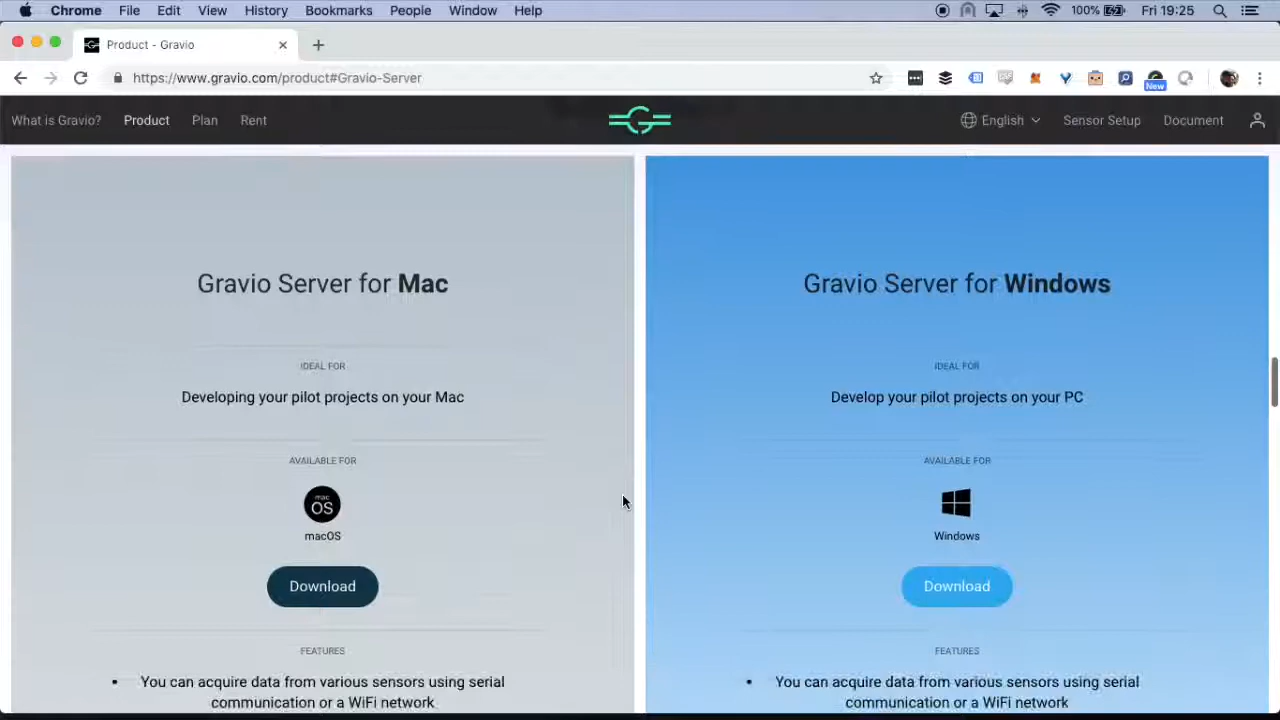 Chrome File Edit View History Bookmarks People Window Help 100% Fri 19:25
Product - Gravio
https://www.gravio.com/product#Gravio-Server
New
What is Gravio? Product Plan Rent English Sensor Setup Document
Gravio Server for Mac
IDEAL FOR
Developing your pilot projects on your Mac
AVAILABLE FOR
mac
OS
macOS
Download
FEATURES
• You can acquire data from various sensors using serial
communication or a WiFi network
Gravio Server for Windows
IDEAL FOR
Develop your pilot projects on your PC
AVAILABLE FOR
Windows
Download
FEATURES
• You can acquire data from various sensors using serial
communication or a WiFi network